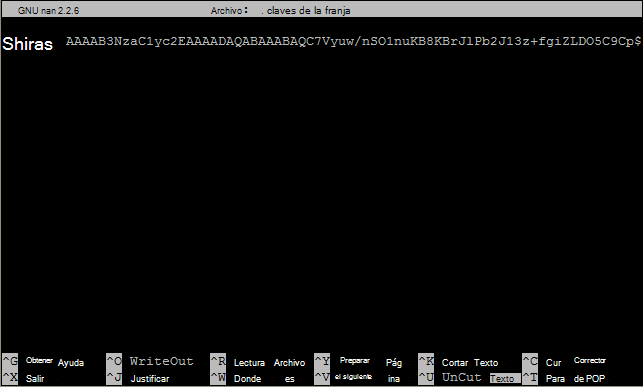 GNU nan 2.2.6 Archivo: . claves de la franja
Shiras AAAAB3NzaC1yc2EAAAADAQABAAABAQC7Vyuw/nSO1nuKB8KBrJlPb2J13z+fgiZLDO5C9Cp$
^G Obtener Ayuda ^O WriteOut ^R Lectura Archivo ^Y Preparar Pág ^K Cortar Texto ^C Cur Corrector
^X Salir ^J Justificar ^W Donde es ^V el siguiente ina ^U UnCut Texto ^T Para de POP